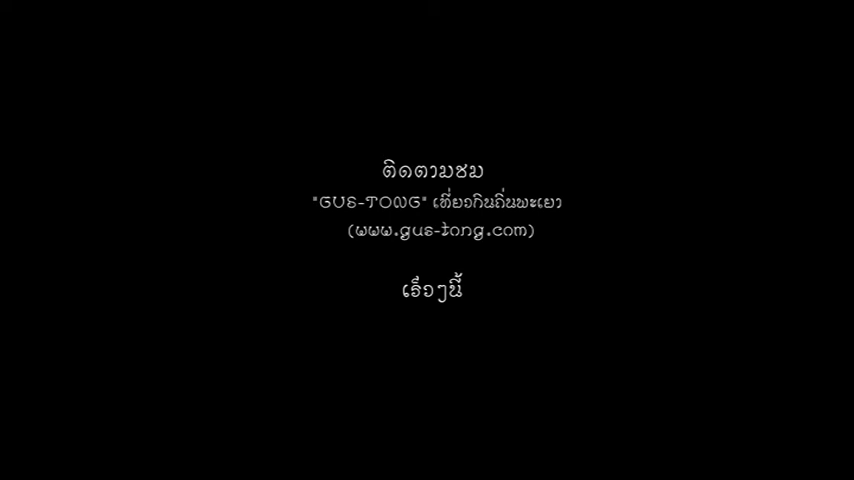 ติดตามชม
"GUS-TONG" เที่ยวกินถิ่นพะเยา
(www.gus-tong.com)
เร็วๆนี้